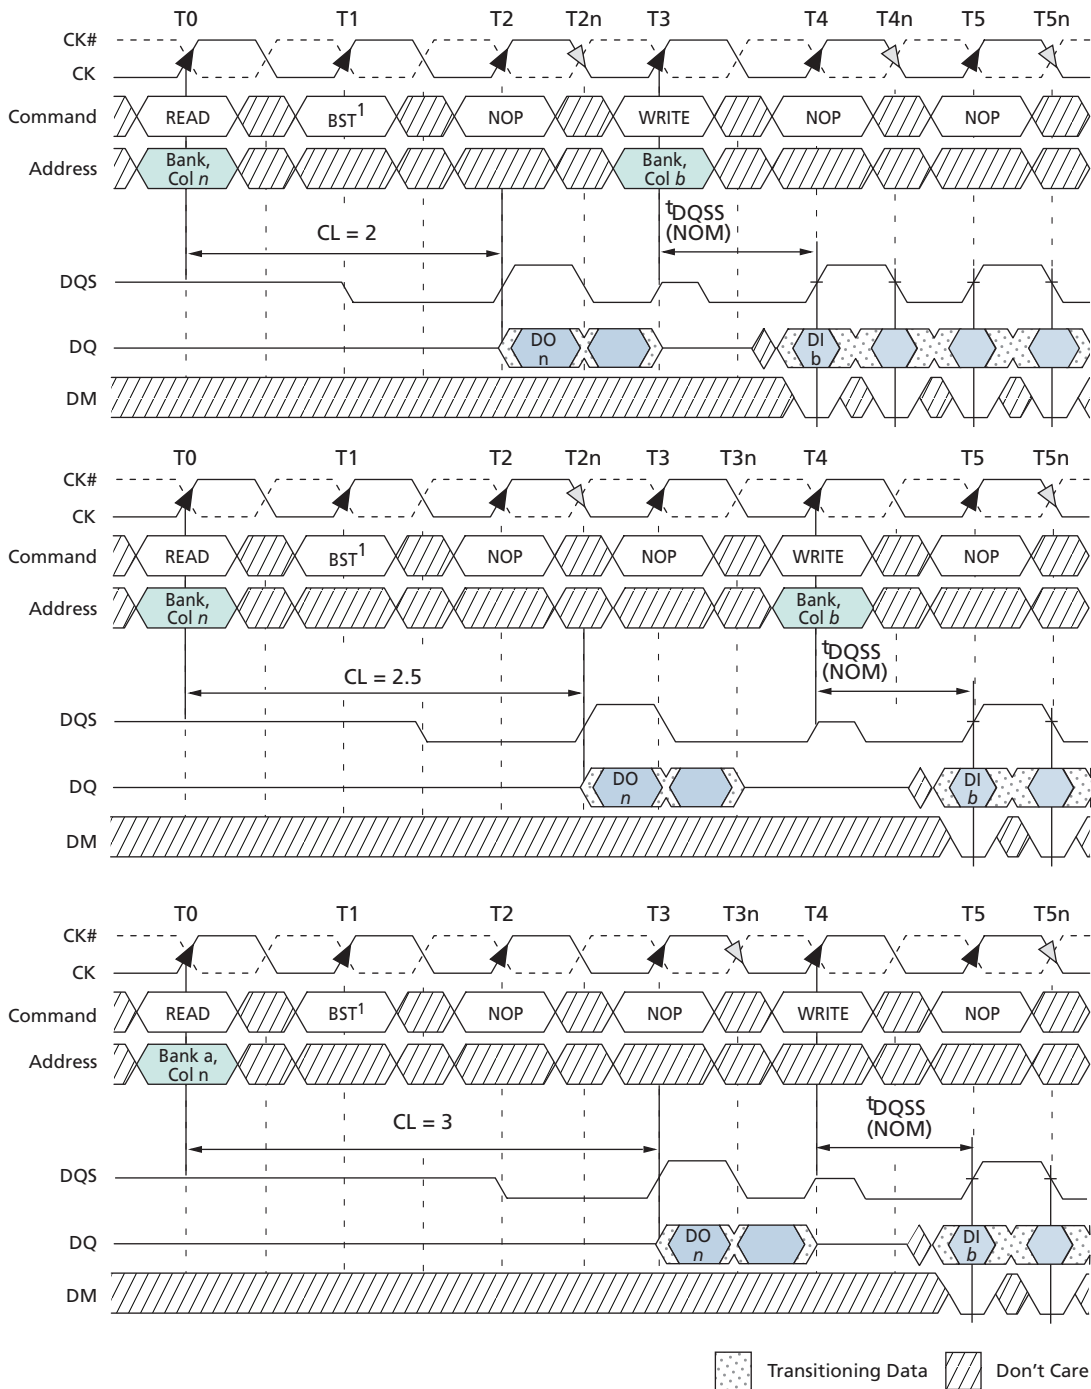 T0 T1 T2 T2n T3 T4 T4n T5 T5n
CK#
CK
Command READ BST1 NOP WRITE NOP NOP
Address Bank, Col n Bank, Col b
CL = 2 tDQSS (NOM)
DQS
DQ DO n DI b
DM
T0 T1 T2 T2n T3 T3n T4 T5 T5n
CK#
CK
Command READ BST1 NOP NOP WRITE NOP
Address Bank, Col n Bank, Col b
CL = 2.5 tDQSS (NOM)
DQS
DQ DO n DI b
DM
T0 T1 T2 T3 T3n T4 T5 T5n
CK#
CK
Command READ BST1 NOP NOP WRITE NOP
Address Bank a, Col n
CL = 3 tDQSS (NOM)
DQS
DQ DO n DI b
DM
Transitioning Data Don't Care